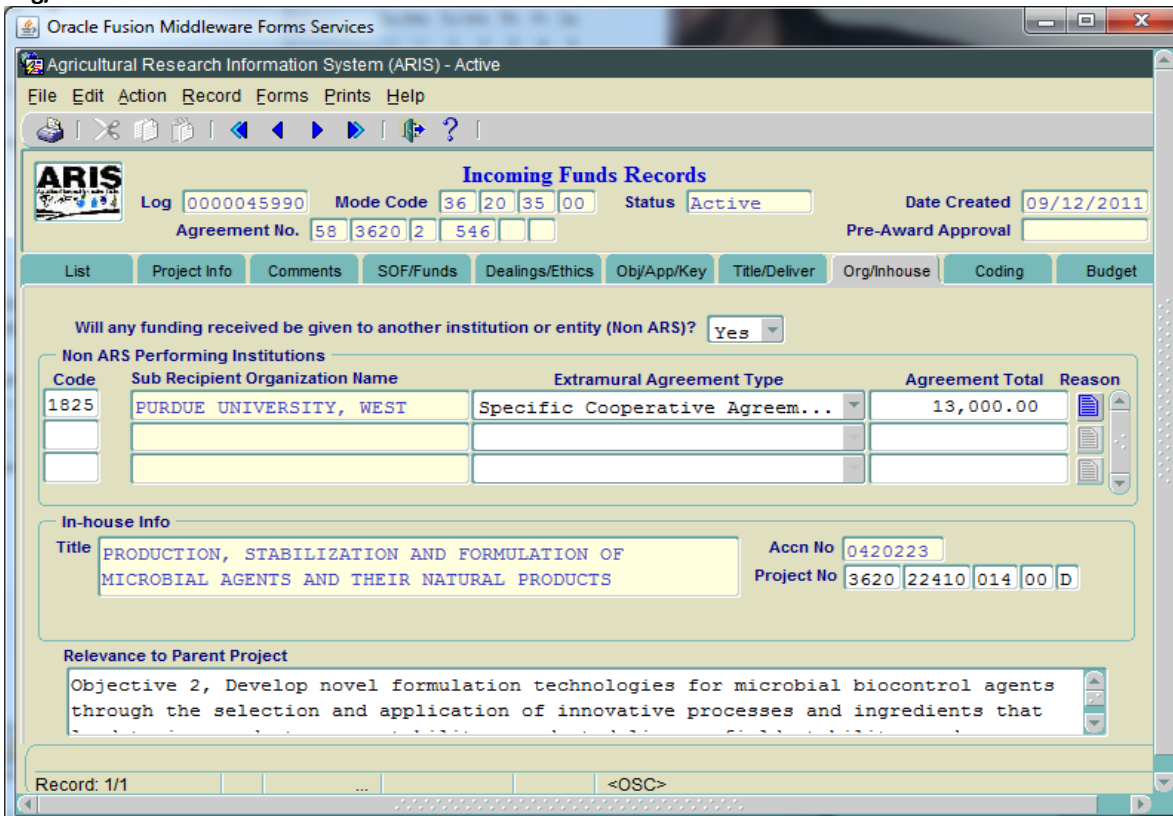 Oracle Fusion Middleware Forms Services
Agricultural Research Information System (ARIS) - Active
File Edit Action Record Forms Prints Help
ARIS
Incoming Funds Records
Log 0000045990 Mode Code 36 20 35 00 Status Active Date Created 09/12/2011
Agreement No. 58 3620 2 546 Pre-Award Approval
List Project Info Comments SOF/Funds Dealings/Ethics Obj/App/Key Title/Deliver Org/Inhouse Coding Budget
Will any funding received be given to another institution or entity (Non ARS)? Yes
Non ARS Performing Institutions
Code Sub Recipient Organization Name Extramural Agreement Type Agreement Total Reason
1825 PURDUE UNIVERSITY, WEST Specific Cooperative Agreem... 13,000.00
In-house Info
Title PRODUCTION, STABILIZATION AND FORMULATION OF Accn No 0420223
MICROBIAL AGENTS AND THEIR NATURAL PRODUCTS Project No 3620 22410 014 00 D
Relevance to Parent Project
Objective 2, Develop novel formulation technologies for microbial biocontrol agents
through the selection and application of innovative processes and ingredients that
Record: 1/1 ... <OSC>